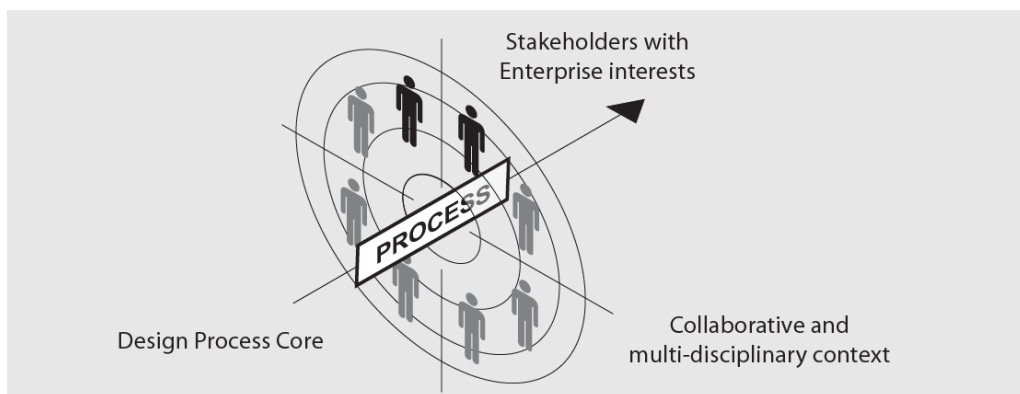 Stakeholders with
Enterprise interests
PROCESS
Design Process Core
Collaborative and
multi-disciplinary context